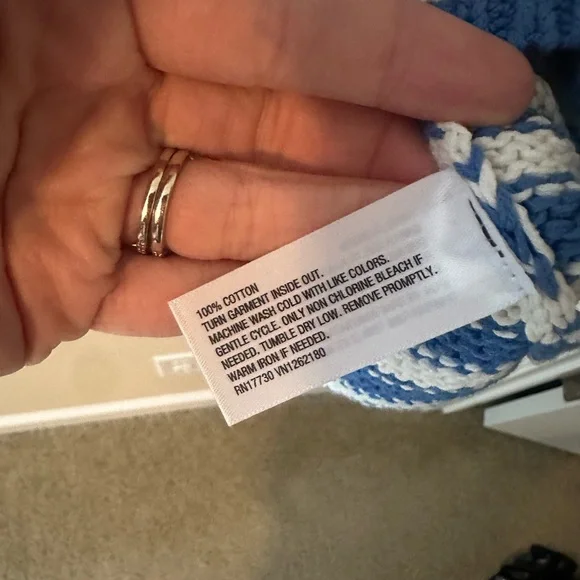 100% COTTON
TURN GARMENT INSIDE OUT.
MACHINE WASH COLD WITH LIKE COLORS.
GENTLE CYCLE. ONLY NON CHLORINE BLEACH IF
NEEDED. TUMBLE DRY LOW. REMOVE PROMPTLY.
WARM IRON IF NEEDED.
RN17730 VN1262180